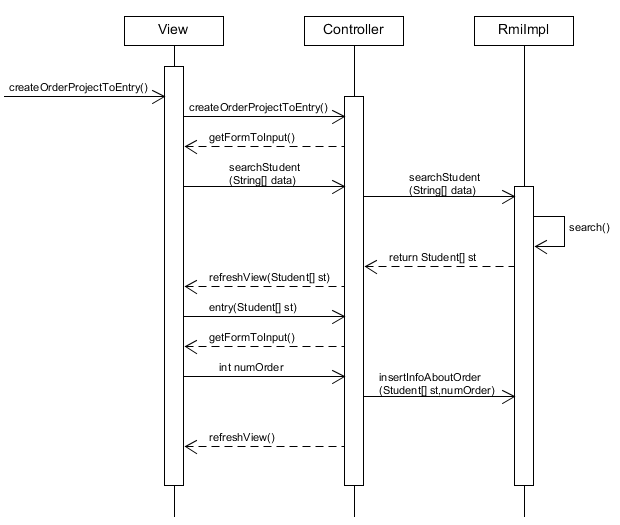 View Controller RmiImpl
createOrderProjectToEntry()
createOrderProjectToEntry()
getFormToInput()
searchStudent
(String[] data)
searchStudent
(String[] data)
search()
return Student[] st
refreshView(Student[] st)
entry(Student[] st)
getFormToInput()
int numOrder
insertInfoAboutOrder
(Student[] st,numOrder)
refreshView()